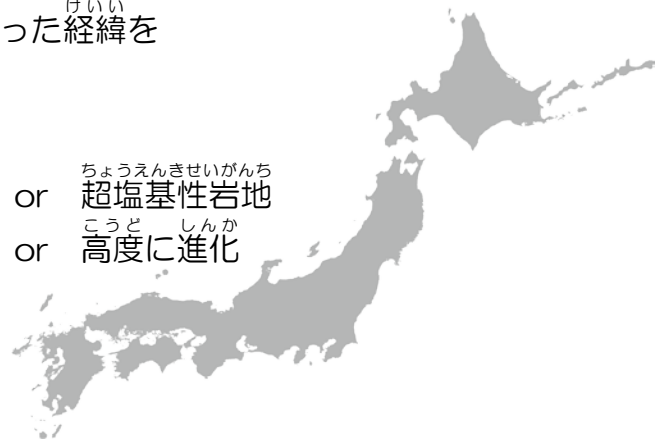 けいい
った経緯を
ちょうえんきせいがんち
or 超塩基性岩地
こうど しんか
or 高度に進化